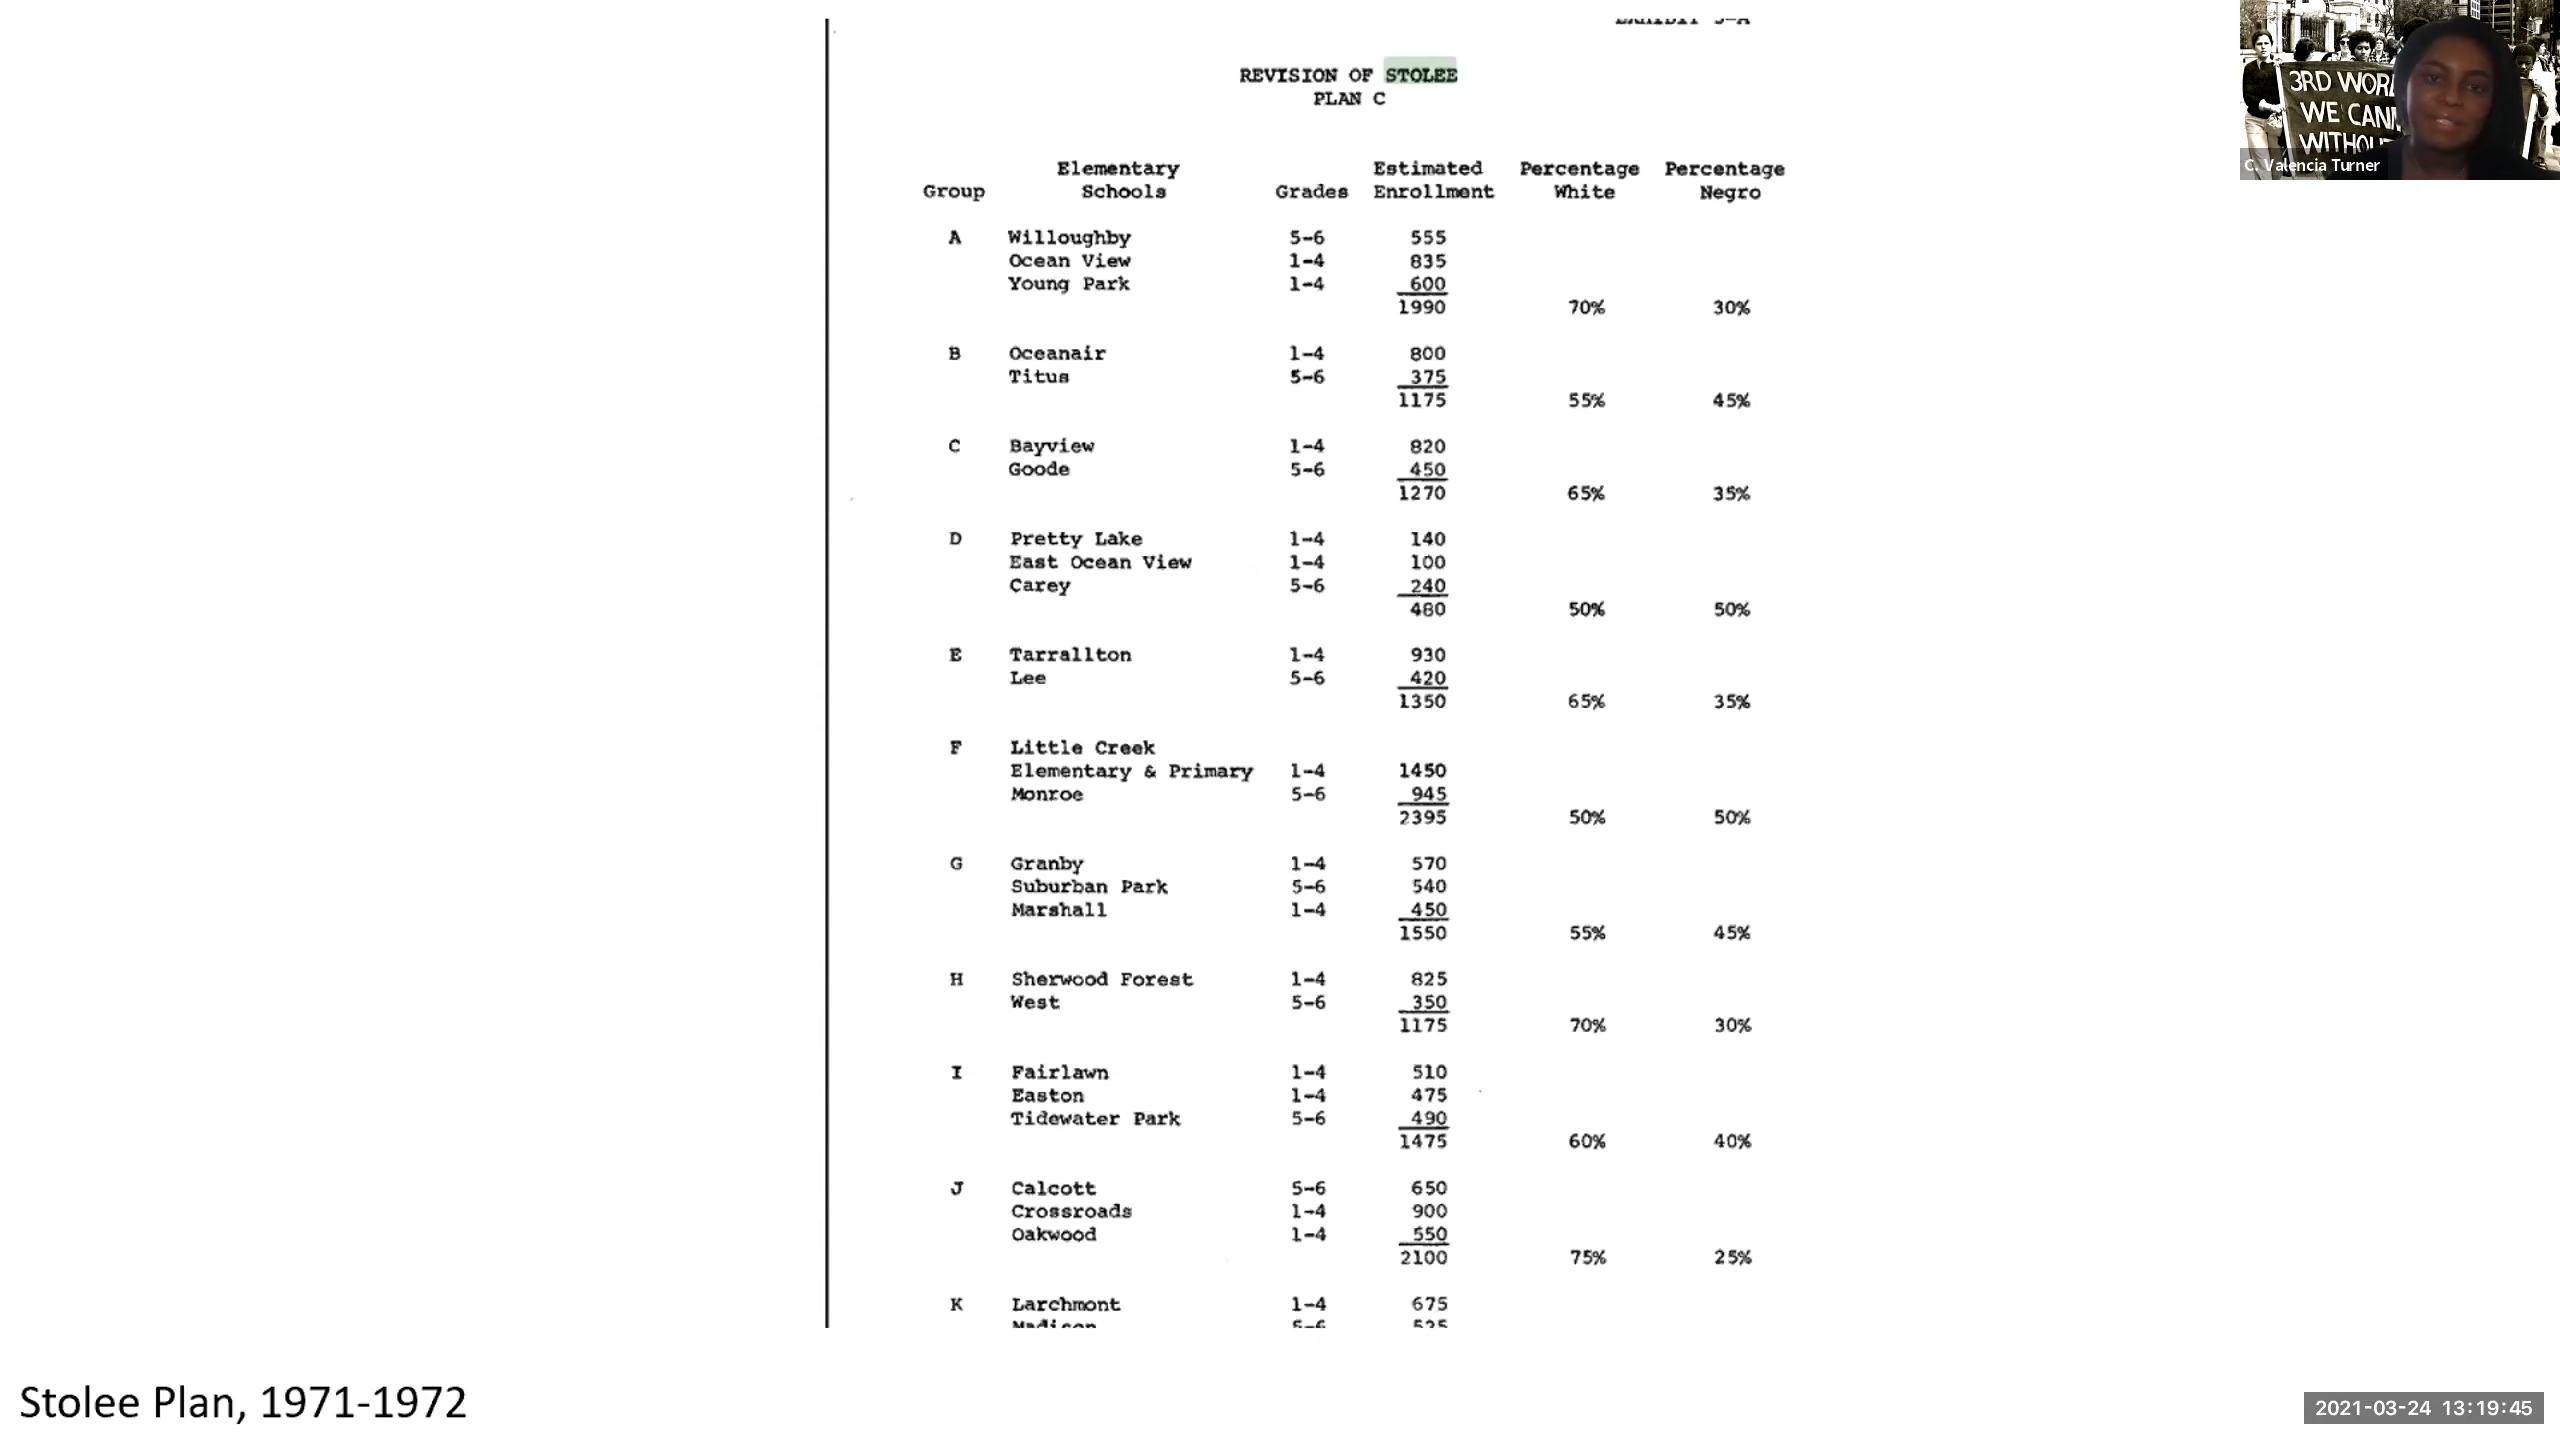 REVISION OF STOLEE
PLAN C
Elementary Estimated Percentage Percentage
Group Schools Grades Enrollment White Negro
A Willoughby 5-6 555
Ocean View 1-4 835
Young Park 1-4 600
1990 70% 30%
B Oceanair 1-4 800
Titus 5-6 375
1175 55% 45%
C Bayview 1-4 820
Goode 5-6 450
1270 65% 35%
D Pretty Lake 1-4 140
East Ocean View 1-4 100
Carey 5-6 240
480 50% 50%
E Tarrallton 1-4 930
Lee 5-6 420
1350 65% 35%
F Little Creek
Elementary & Primary 1-4 1450
Monroe 5-6 945
2395 50% 50%
G Granby 1-4 570
Suburban Park 5-6 540
Marshall 1-4 450
1550 55% 45%
H Sherwood Forest 1-4 825
West 5-6 350
1175 70% 30%
I Fairlawn 1-4 510
Easton 1-4 475
Tidewater Park 5-6 490
1475 60% 40%
J Calcott 5-6 650
Crossroads 1-4 900
Oakwood 1-4 550
2100 75% 25%
K Larchmont 1-4 675
Madison 5-6 525
3RD WOR
WE CAN
WITHOU
C. Valencia Turner
Stolee Plan, 1971-1972
2021-03-24 13:19:45